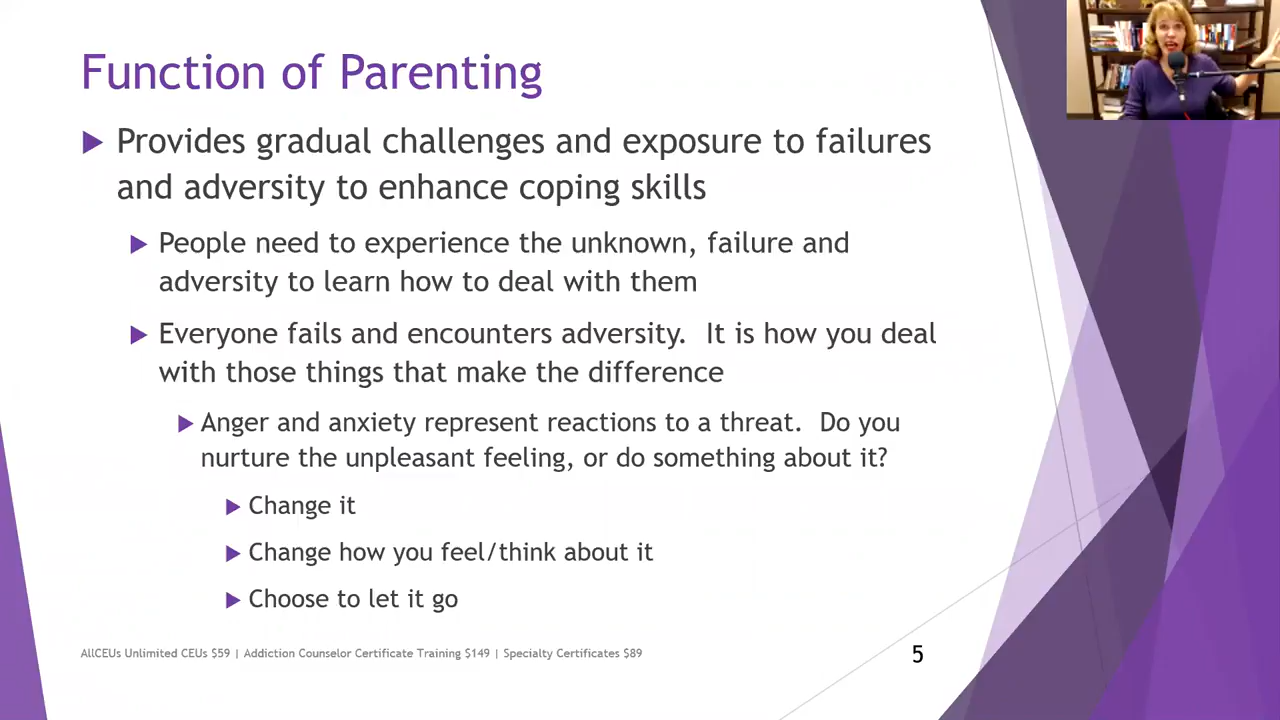 Function of Parenting
Provides gradual challenges and exposure to failures
and adversity to enhance coping skills
People need to experience the unknown, failure and
adversity to learn how to deal with them
Everyone fails and encounters adversity.  It is how you deal
with those things that make the difference
Anger and anxiety represent reactions to a threat.  Do you
nurture the unpleasant feeling, or do something about it?
Change it
Change how you feel/think about it
Choose to let it go
AllCEUs Unlimited CEUs $59 | Addiction Counselor Certificate Training $149 | Specialty Certificates $89
5